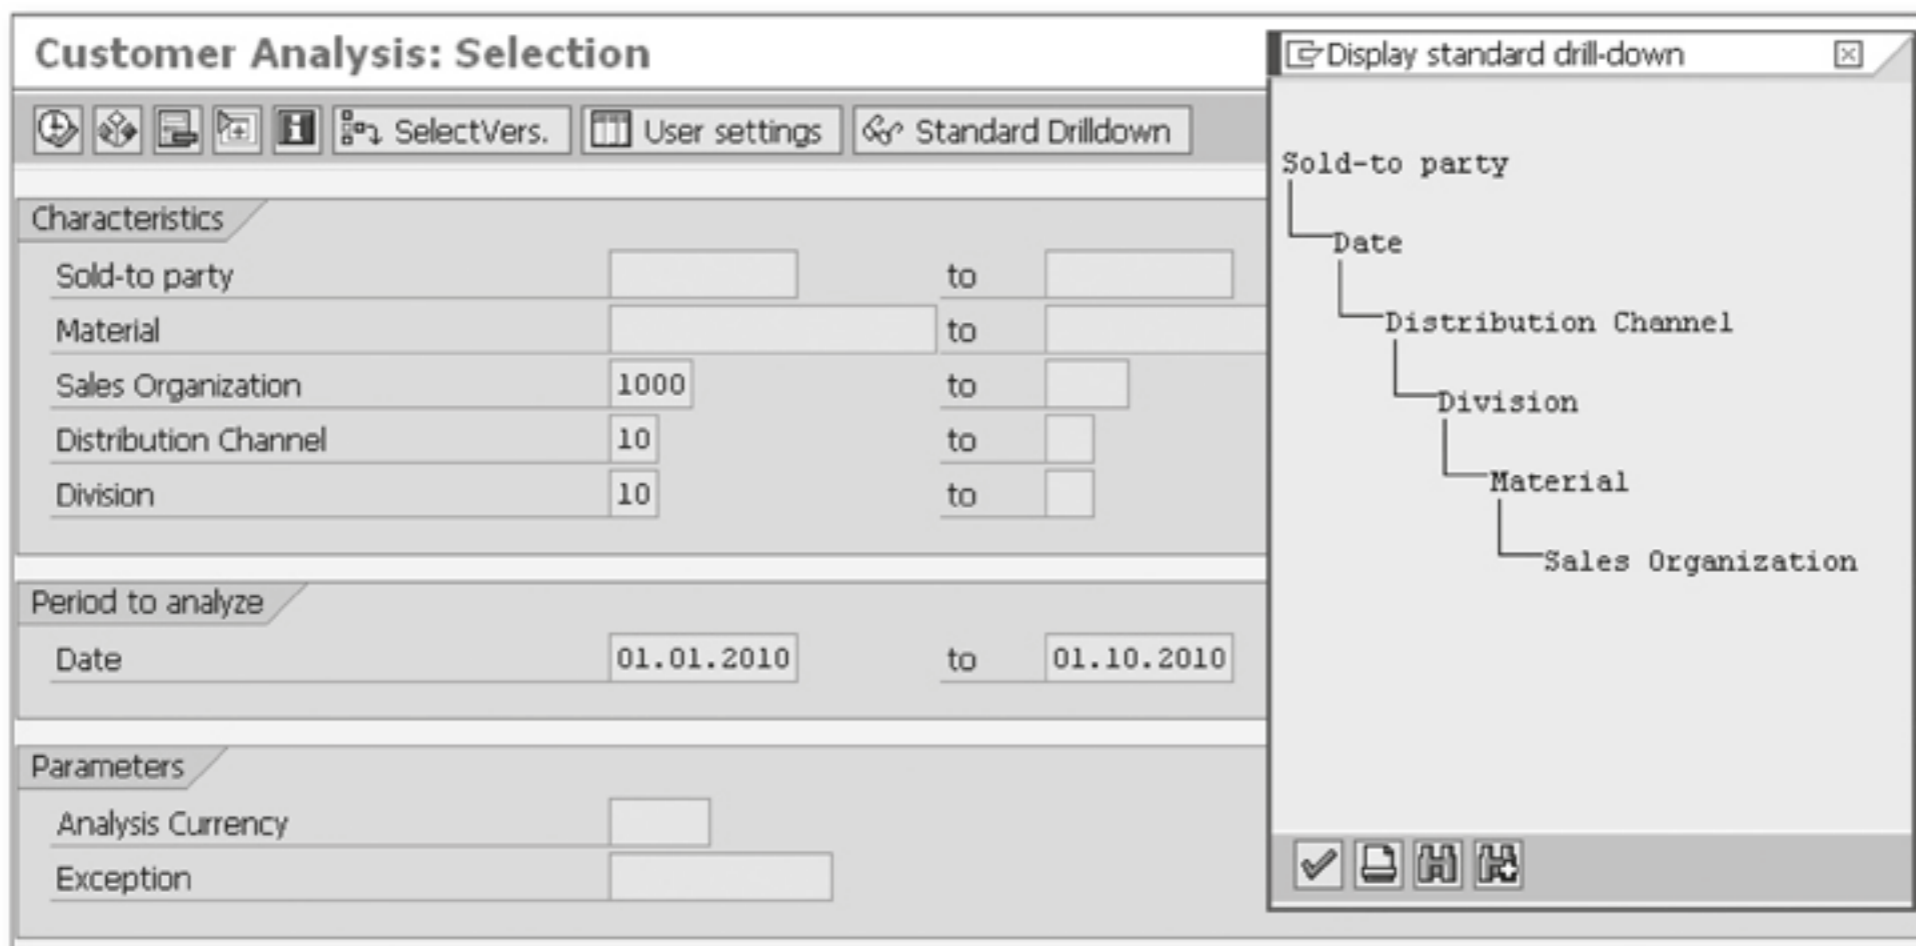 Customer Analysis: Selection
SelectVers. User settings Standard Drilldown
Characteristics
Sold-to party to
Material to
Sales Organization 1000 to
Distribution Channel 10 to
Division 10 to
Period to analyze
Date 01.01.2010 to 01.10.2010
Parameters
Analysis Currency
Exception
Display standard drill-down
Sold-to party
Date
Distribution Channel
Division
Material
Sales Organization